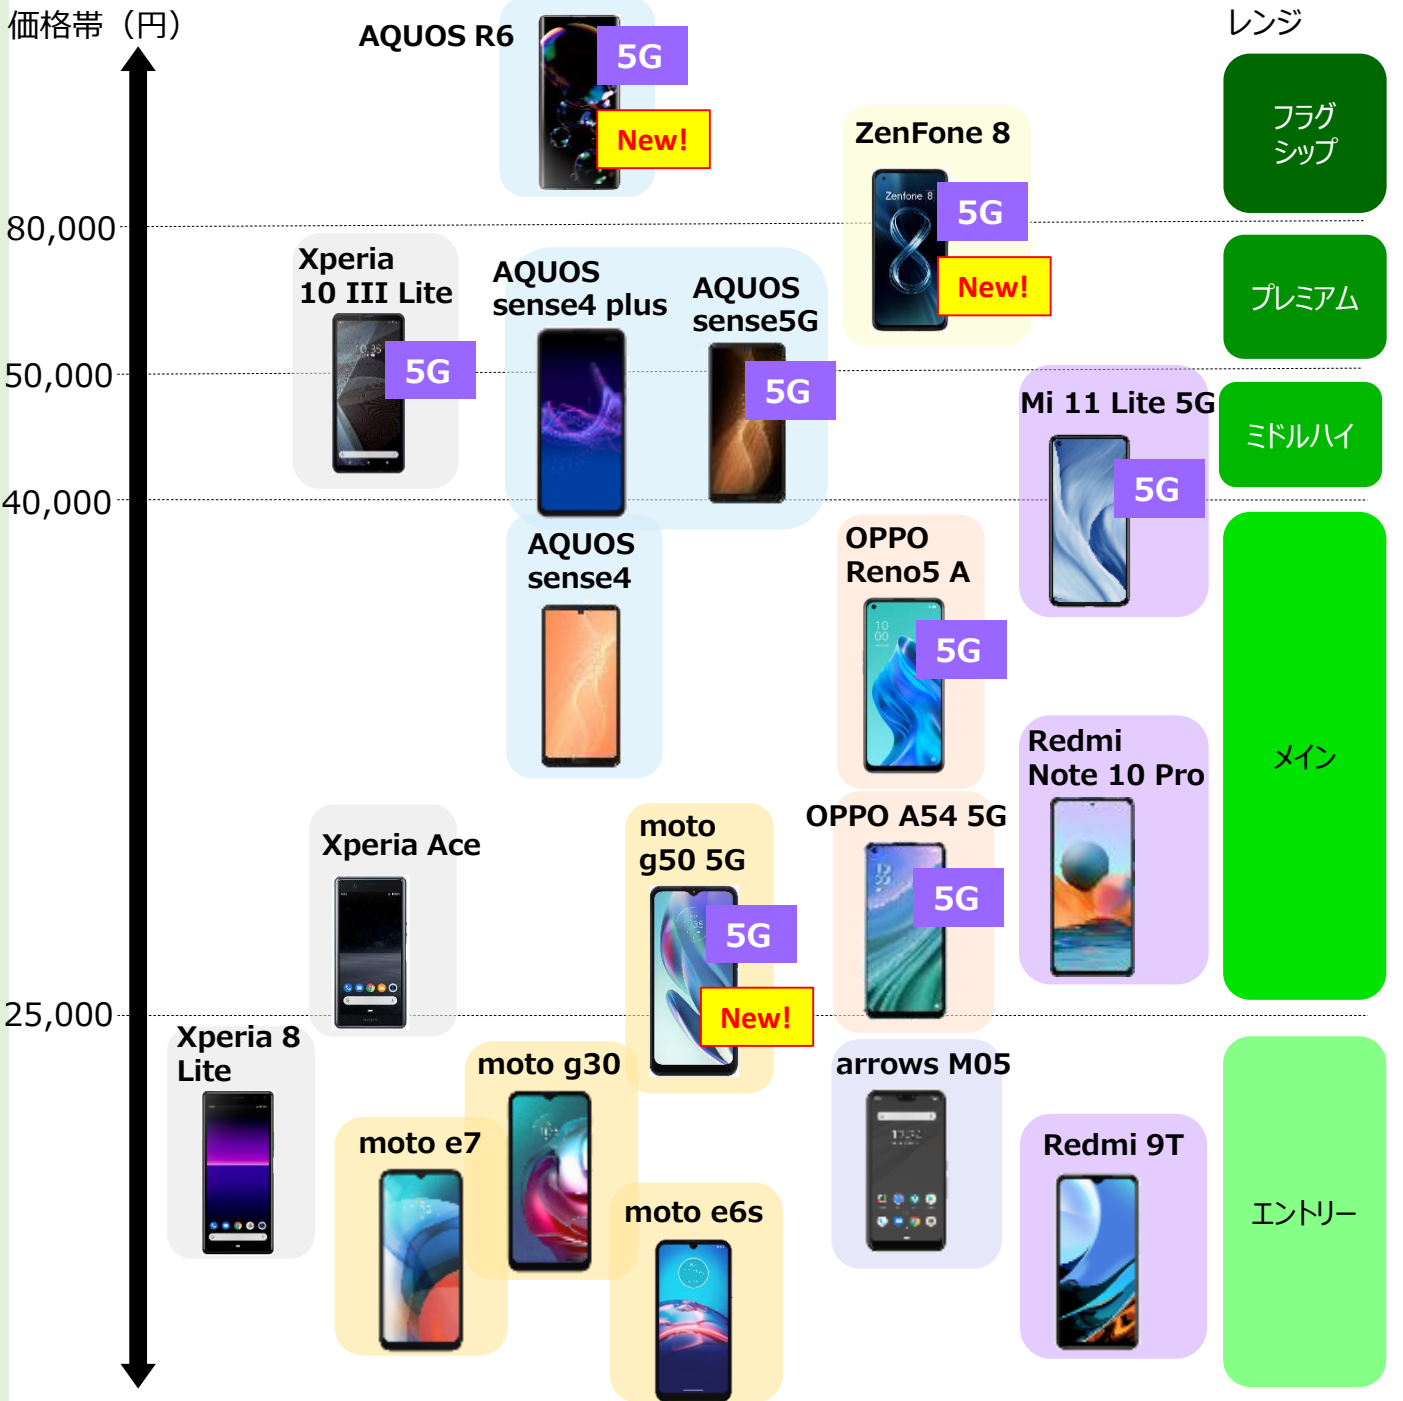 価格帯（円）
レンジ
AQUOS R6
5G
New!
フラグ
シップ
ZenFone 8
Zenfone 8
5G
New!
80,000
Xperia
10 III Lite
5G
AQUOS
sense4 plus
AQUOS
sense5G
5G
プレミアム
50,000
Mi 11 Lite 5G
5G
ミドルハイ
40,000
AQUOS
sense4
OPPO
Reno5 A
5G
Redmi
Note 10 Pro
メイン
Xperia Ace
moto
g50 5G
5G
New!
OPPO A54 5G
5G
25,000
Xperia 8
Lite
moto g30
arrows M05
moto e7
Redmi 9T
moto e6s
エントリー